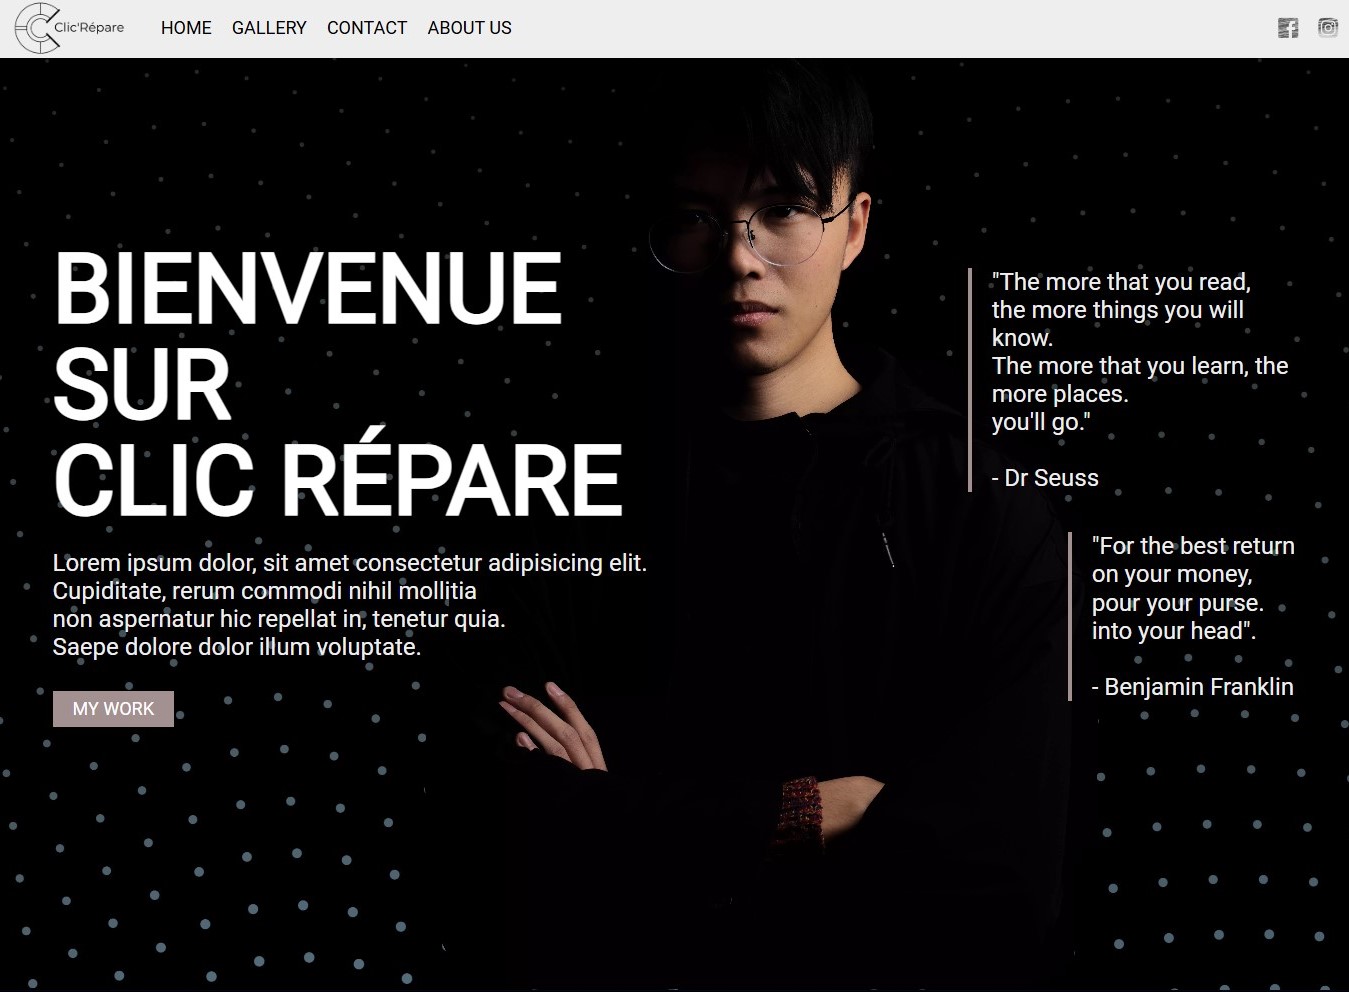 Clic'Répare
HOME GALLERY CONTACT ABOUT US
BIENVENUE
SUR
CLIC RÉPARE
Lorem ipsum dolor, sit amet consectetur adipisicing elit.
Cupiditate, rerum commodi nihil mollitia
non aspernatur hic repellat in, tenetur quia.
Saepe dolore dolor illum voluptate.
MY WORK
"The more that you read,
the more things you will
know.
The more that you learn, the
more places.
you'll go."
- Dr Seuss
"For the best return
on your money,
pour your purse.
into your head".
- Benjamin Franklin